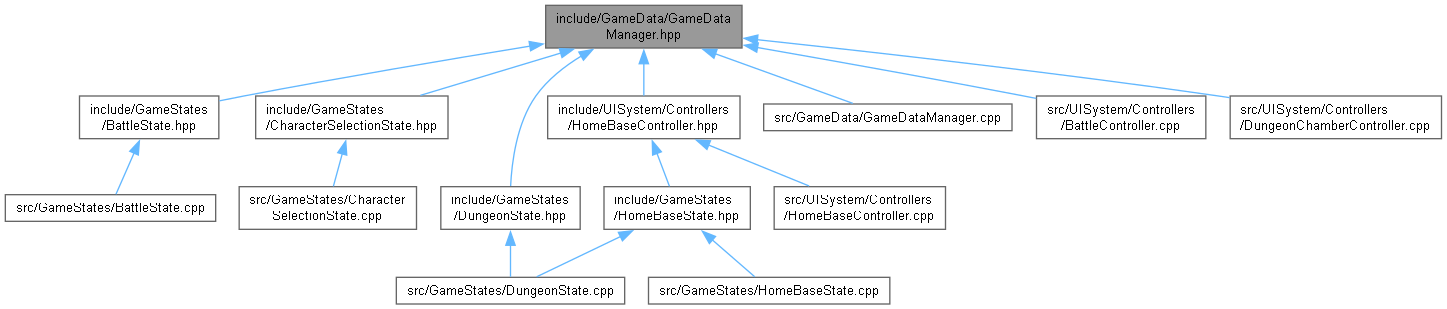 include/GameData/GameData
Manager.hpp
include/GameStates
/BattleState.hpp
include/GameStates
/CharacterSelectionState.hpp
include/UISystem/Controllers
/HomeBaseController.hpp
src/GameData/GameDataManager.cpp
src/UISystem/Controllers
/BattleController.cpp
src/UISystem/Controllers
/DungeonChamberController.cpp
src/GameStates/BattleState.cpp
src/GameStates/Character
SelectionState.cpp
include/GameStates
/DungeonState.hpp
include/GameStates
/HomeBaseState.hpp
src/UISystem/Controllers
/HomeBaseController.cpp
src/GameStates/DungeonState.cpp
src/GameStates/HomeBaseState.cpp